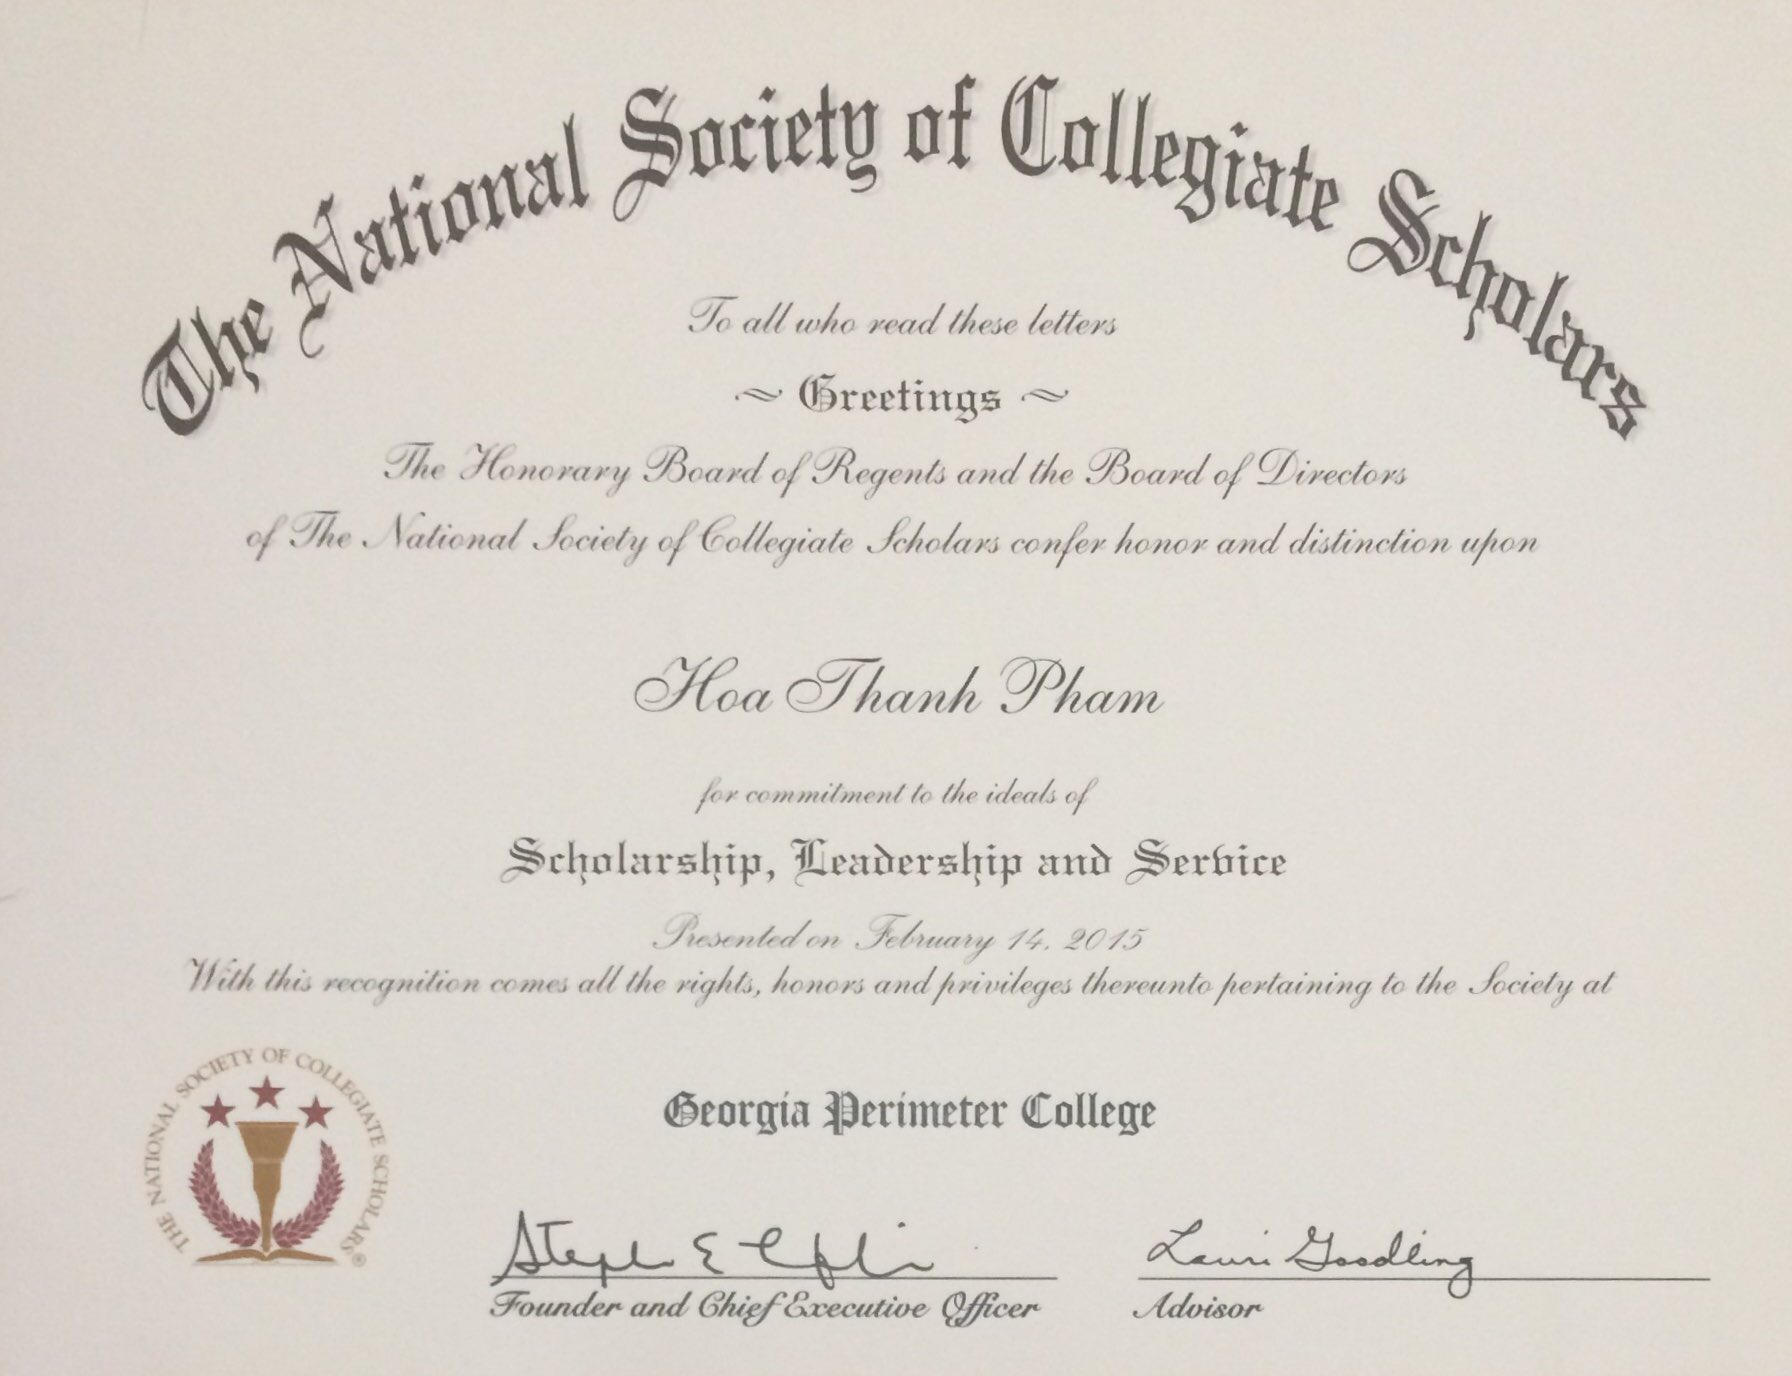 The National Society of Collegiate Scholars
To all who read these letters
~ Greetings ~
The Honorary Board of Regents and the Board of Directors
of The National Society of Collegiate Scholars confer honor and distinction upon
Hoa Thanh Pham
for commitment to the ideals of
Scholarship, Leadership and Service
Presented on February 14, 2015
With this recognition comes all the rights, honors and privileges thereunto pertaining to the Society at
Georgia Perimeter College
THE NATIONAL SOCIETY OF COLLEGIATE SCHOLARS®
Stephen E
Lauri Goodling
Founder and Chief Executive Officer
Advisor